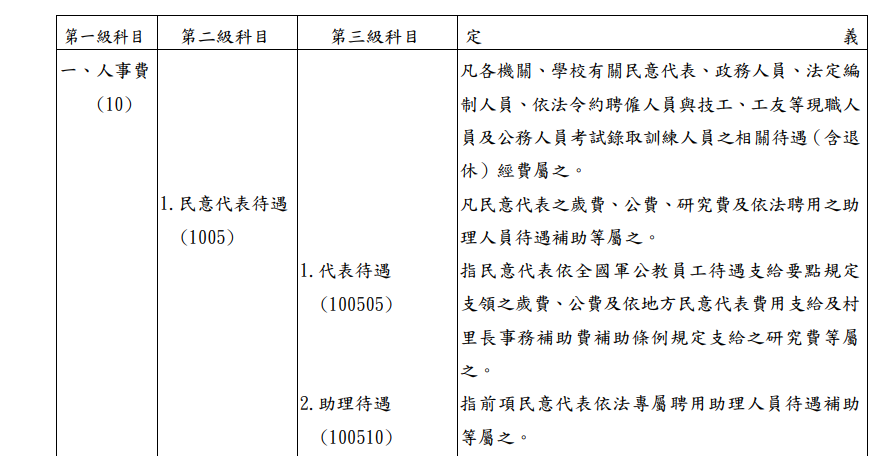 第一級科目 第二級科目 第三級科目 定 義
一、人事費 凡各機關、學校有關民意代表、政務人員、法定編
(10) 制人員、依法令約聘僱人員與技工、工友等現職人
員及公務人員考試錄取訓練人員之相關待遇(含退
休)經費屬之。
1.民意代表待遇 凡民意代表之歲費、公費、研究費及依法聘用之助
(1005) 理人員待遇補助等屬之。
1.代表待遇 指民意代表依全國軍公教員工待遇支給要點規定
(100505) 支領之歲費、公費及依地方民意代表費用支給及村
里長事務補助費補助條例規定支給之研究費等屬
之。
2.助理待遇 指前項民意代表依法專屬聘用助理人員待遇補助
(100510) 等屬之。